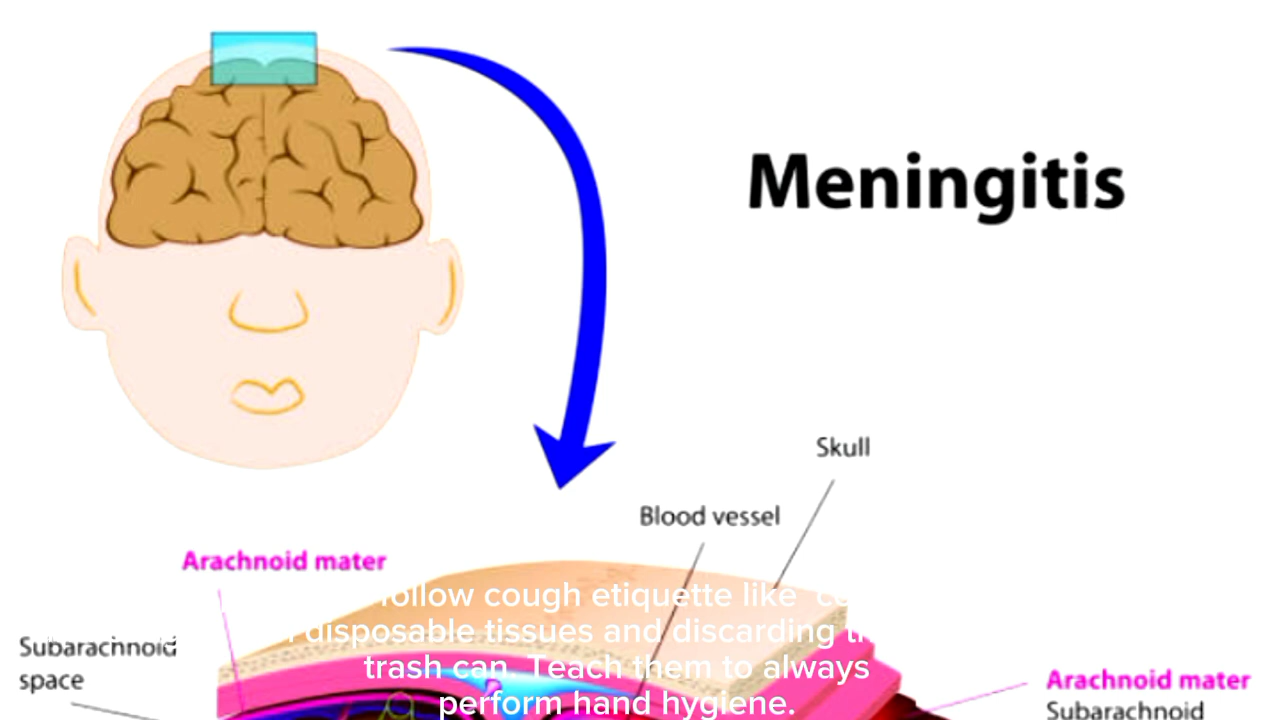 Meningitis
Skull
Blood vessel
Arachnoid mater
follow cough etiquette like
disposable tissues and discarding
trash can. Teach them to always
perform hand hygiene.
Subarachnoid
space
Arachnoid mater
Subarachnoid